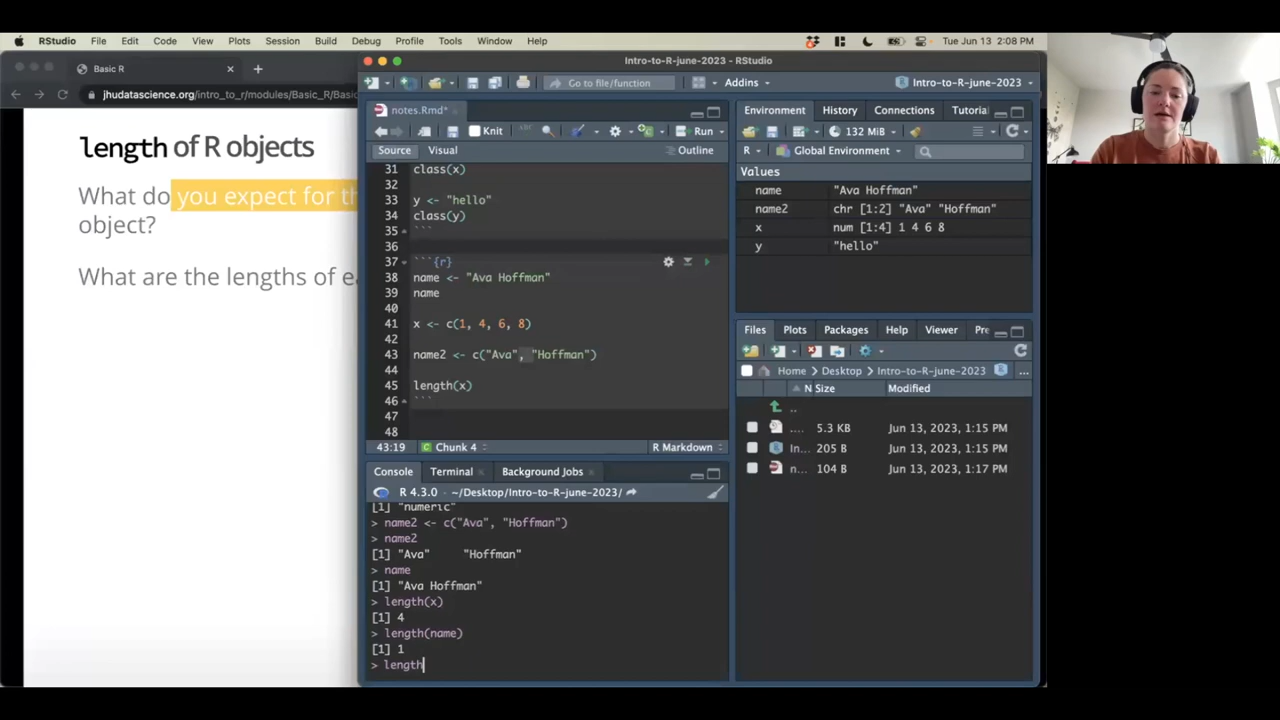 RStudio File Edit Code View Plots Session Build Debug Profile Tools Window Help Tue Jun 13 2:08 PM
Basic R
jhudatascience.org/intro_to_r/modules/Basic_R/Basi
length of R objects
What do you expect for th
object?
What are the lengths of ea
Intro-to-R-june-2023 - RStudio
Go to file/function Addins Intro-to-R-june-2023
notes.Rmd*
Knit ABC Run
Source Visual Outline
31 class(x)
32
33 y <- "hello"
34 class(y)
35 ```
36
37 ```{r}
38 name <- "Ava Hoffman"
39 name
40
41 x <- c(1, 4, 6, 8)
42
43 name2 <- c("Ava", "Hoffman")
44
45 length(x)
46 ```
47
48
43:19 C Chunk 4 R Markdown
Console Terminal Background Jobs
R 4.3.0 · ~/Desktop/Intro-to-R-june-2023/
[1] "numeric"
> name2 <- c("Ava", "Hoffman")
> name2
[1] "Ava" "Hoffman"
> name
[1] "Ava Hoffman"
> length(x)
[1] 4
> length(name)
[1] 1
> length
Environment History Connections Tutoria
132 MiB
R Global Environment
Values
name "Ava Hoffman"
name2 chr [1:2] "Ava" "Hoffman"
x num [1:4] 1 4 6 8
y "hello"
Files Plots Packages Help Viewer Pre
Home Desktop Intro-to-R-june-2023 ...
N Size Modified
..
.... 5.3 KB Jun 13, 2023, 1:15 PM
In... 205 B Jun 13, 2023, 1:15 PM
n... 104 B Jun 13, 2023, 1:17 PM